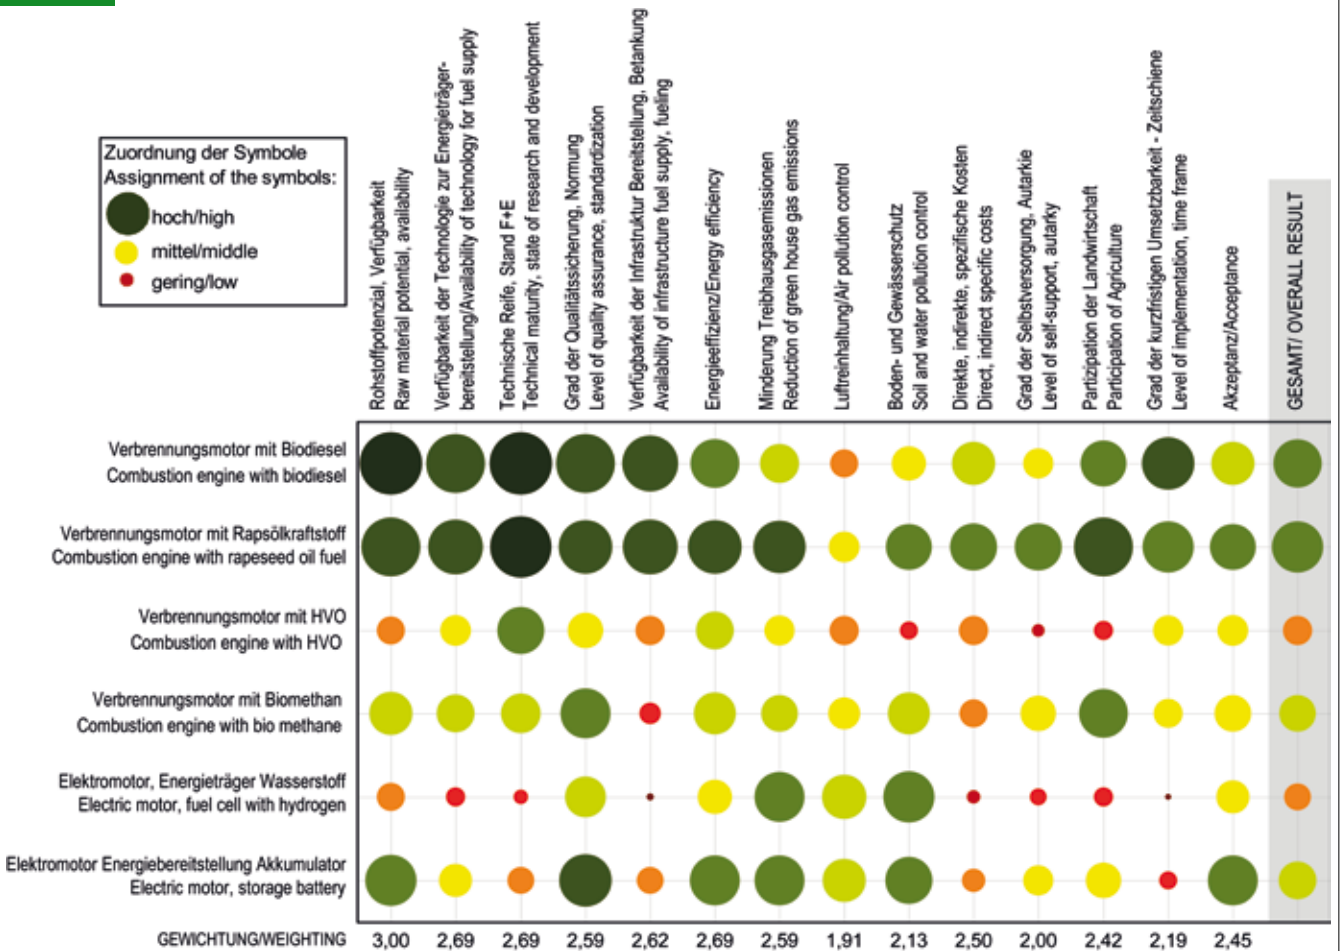 Zuordnung der Symbole
Assignment of the symbols:
hoch/high
mittel/middle
gering/low
Rohstoffpotenzial, Verfügbarkeit
Raw material potential, availability
Verfügbarkeit der Technologie zur Energieträger-
bereitstellung/Availability of technology for fuel supply
Technische Reife, Stand F+E
Technical maturity, state of research and development
Grad der Qualitätssicherung, Normung
Level of quality assurance, standardization
Verfügbarkeit der Infrastruktur Bereitstellung, Betankung
Availability of infrastructure fuel supply, fueling
Energieeffizienz/Energy efficiency
Minderung Treibhausgasemissionen
Reduction of green house gas emissions
Luftreinhaltung/Air pollution control
Boden- und Gewässerschutz
Soil and water pollution control
Direkte, indirekte, spezifische Kosten
Direct, indirect specific costs
Grad der Selbstversorgung, Autarkie
Level of self-support, autarky
Partizipation der Landwirtschaft
Participation of Agriculture
Grad der kurzfristigen Umsetzbarkeit - Zeitschiene
Level of implementation, time frame
Akzeptanz/Acceptance
GESAMT/ OVERALL RESULT
Verbrennungsmotor mit Biodiesel
Combustion engine with biodiesel
Verbrennungsmotor mit Rapsölkraftstoff
Combustion engine with rapeseed oil fuel
Verbrennungsmotor mit HVO
Combustion engine with HVO
Verbrennungsmotor mit Biomethan
Combustion engine with bio methane
Elektromotor, Energieträger Wasserstoff
Electric motor, fuel cell with hydrogen
Elektromotor Energiebereitstellung Akkumulator
Electric motor, storage battery
GEWICHTUNG/WEIGHTING 3,00 2,69 2,69 2,59 2,62 2,69 2,59 1,91 2,13 2,50 2,00 2,42 2,19 2,45